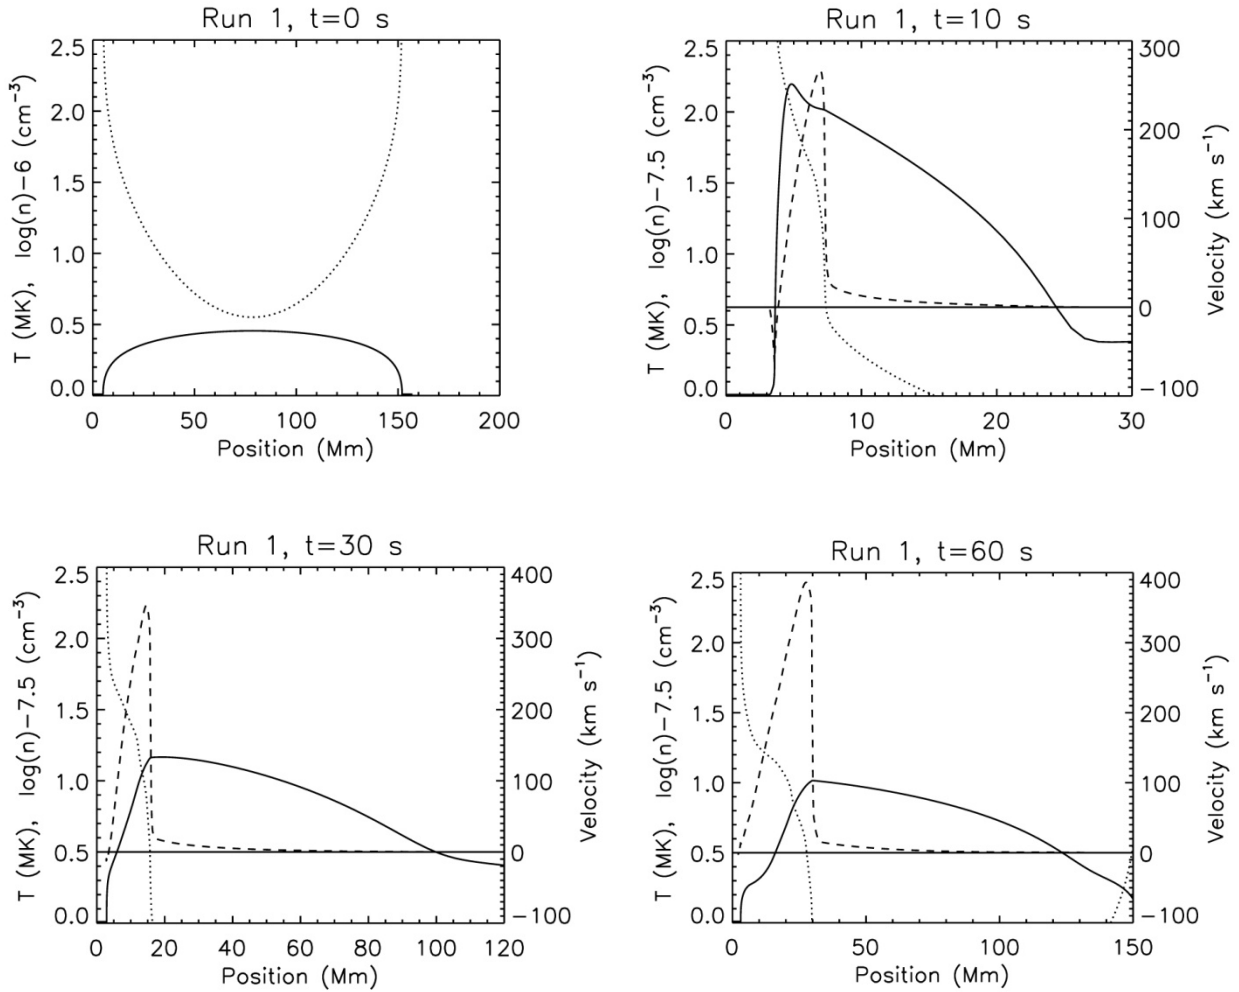 Run 1, t=0 s
T (MK), log(n)−6 (cm⁻³)
2.5
2.0
1.5
1.0
0.5
0.0
0 50 100 150 200
Position (Mm)
Run 1, t=10 s
T (MK), log(n)−7.5 (cm⁻³)
2.5
2.0
1.5
1.0
0.5
0.0
300
200
100
0
−100
Velocity (km s⁻¹)
0 10 20 30
Position (Mm)
Run 1, t=30 s
T (MK), log(n)−7.5 (cm⁻³)
2.5
2.0
1.5
1.0
0.5
0.0
400
300
200
100
0
−100
Velocity (km s⁻¹)
0 20 40 60 80 100 120
Position (Mm)
Run 1, t=60 s
T (MK), log(n)−7.5 (cm⁻³)
2.5
2.0
1.5
1.0
0.5
0.0
400
300
200
100
0
−100
Velocity (km s⁻¹)
0 50 100 150
Position (Mm)